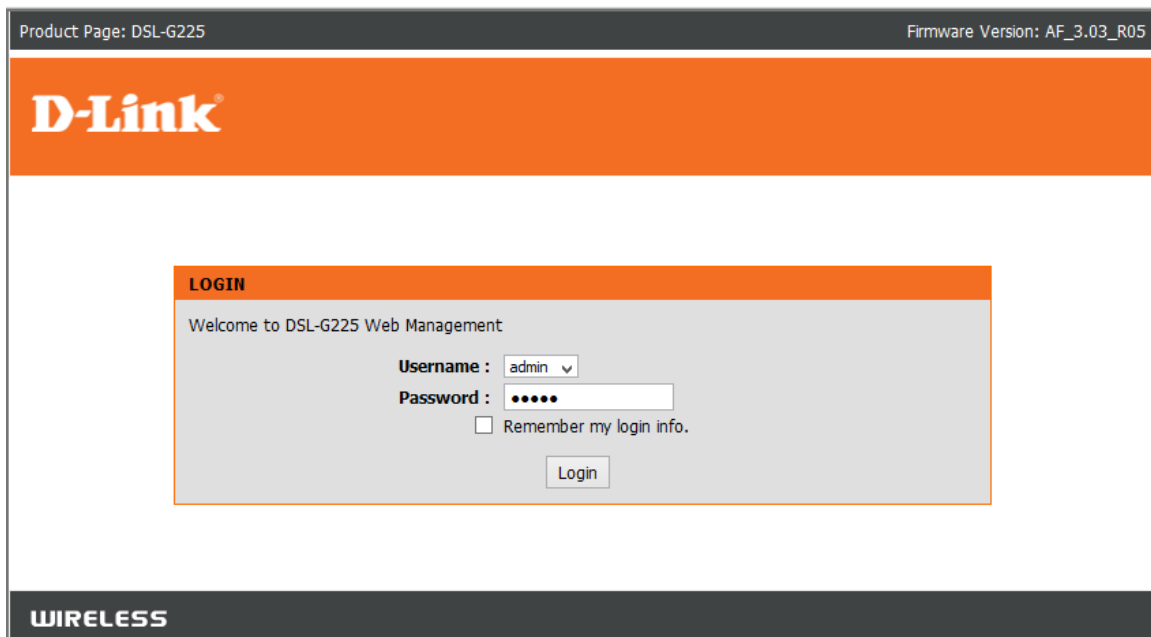 Product Page: DSL-G225 Firmware Version: AF_3.03_R05
D-Link®
LOGIN
Welcome to DSL-G225 Web Management
Username : admin
Password : •••••
Remember my login info.
Login
WIRELESS